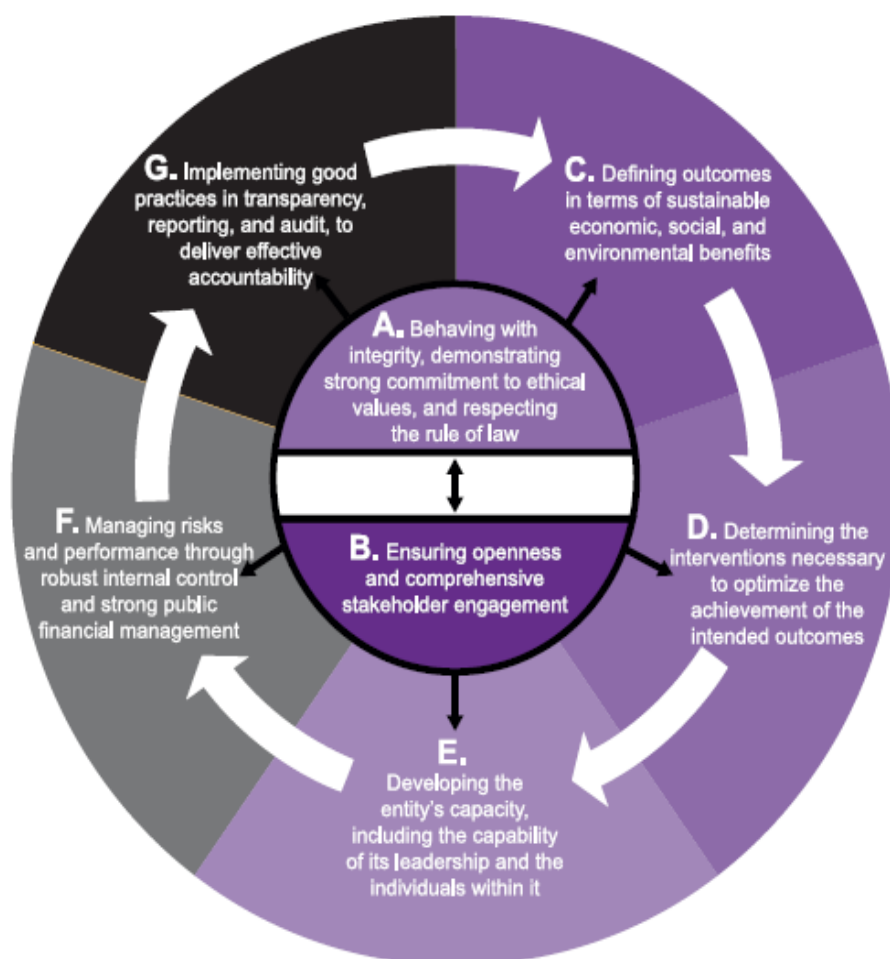 A. Behaving with
integrity, demonstrating
strong commitment to ethical
values, and respecting
the rule of law
B. Ensuring openness
and comprehensive
stakeholder engagement
C. Defining outcomes
in terms of sustainable
economic, social, and
environmental benefits
D. Determining the
interventions necessary
to optimize the
achievement of the
intended outcomes
E.
Developing the
entity's capacity,
including the capability
of its leadership and the
individuals within it
F. Managing risks
and performance through
robust internal control
and strong public
financial management
G. Implementing good
practices in transparency,
reporting, and audit, to
deliver effective
accountability